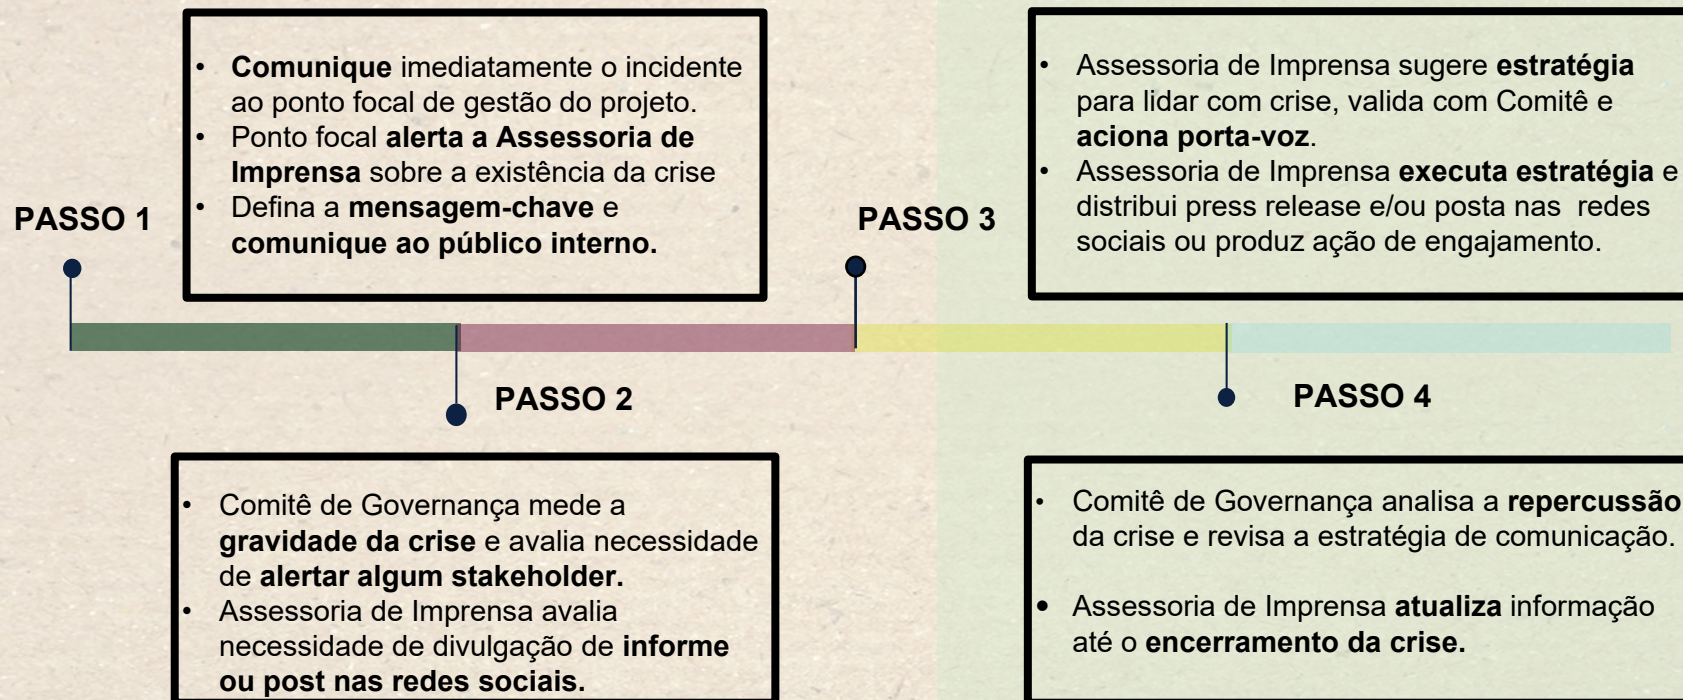 PASSO 1
• Comunique imediatamente o incidente
ao ponto focal de gestão do projeto.
• Ponto focal alerta a Assessoria de
Imprensa sobre a existência da crise
• Defina a mensagem-chave e
comunique ao público interno.
PASSO 2
• Comitê de Governança mede a
gravidade da crise e avalia necessidade
de alertar algum stakeholder.
• Assessoria de Imprensa avalia
necessidade de divulgação de informe
ou post nas redes sociais.
PASSO 3
• Assessoria de Imprensa sugere estratégia
para lidar com crise, valida com Comitê e
aciona porta-voz.
• Assessoria de Imprensa executa estratégia e
distribui press release e/ou posta nas redes
sociais ou produz ação de engajamento.
PASSO 4
• Comitê de Governança analisa a repercussão
da crise e revisa a estratégia de comunicação.
• Assessoria de Imprensa atualiza informação
até o encerramento da crise.